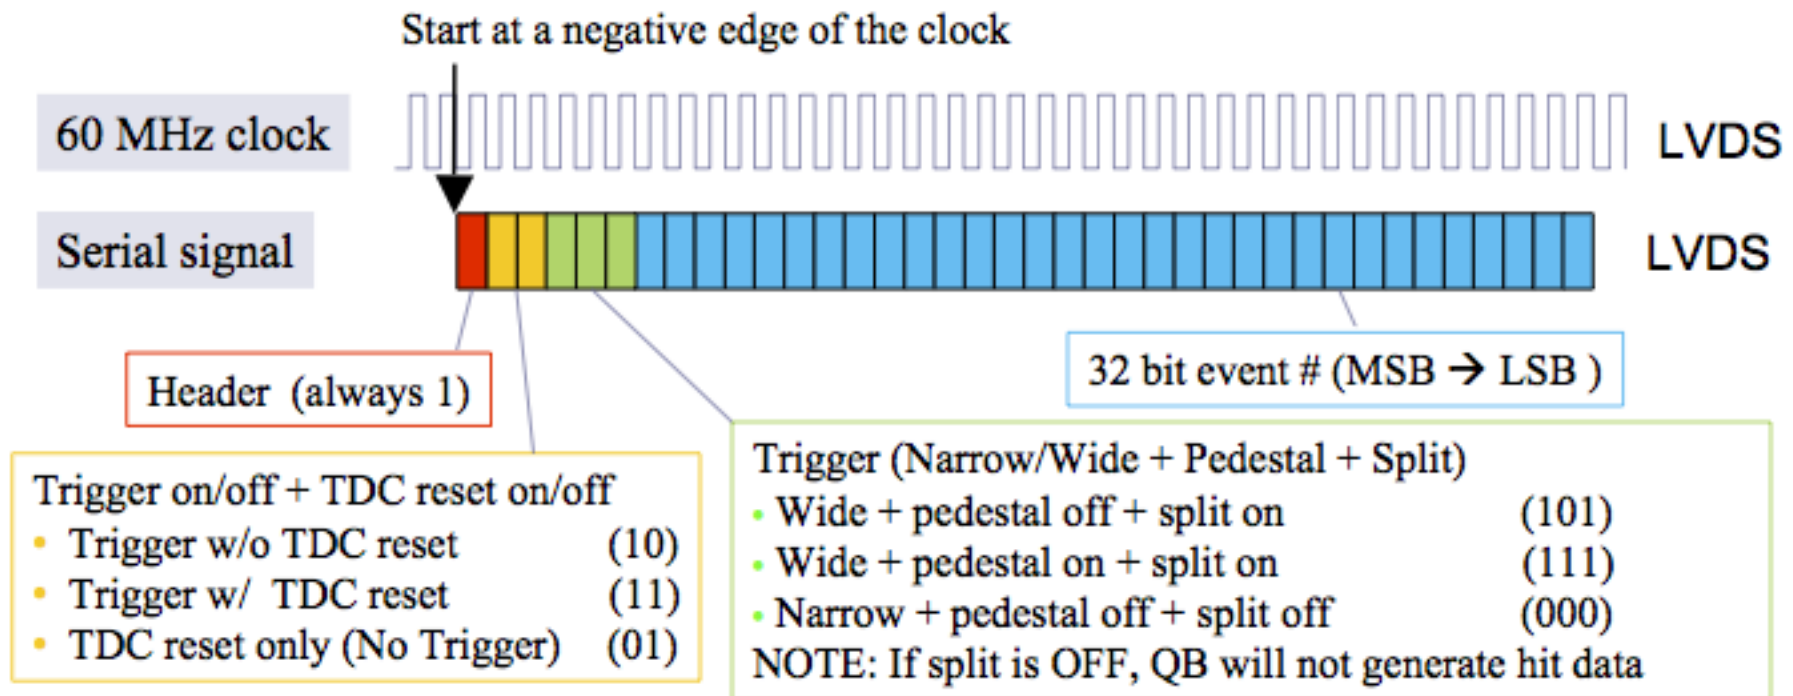 Start at a negative edge of the clock
60 MHz clock
LVDS
Serial signal
LVDS
Header (always 1)
32 bit event # (MSB → LSB )
Trigger on/off + TDC reset on/off
• Trigger w/o TDC reset (10)
• Trigger w/ TDC reset (11)
• TDC reset only (No Trigger) (01)
Trigger (Narrow/Wide + Pedestal + Split)
• Wide + pedestal off + split on (101)
• Wide + pedestal on + split on (111)
• Narrow + pedestal off + split off (000)
NOTE: If split is OFF, QB will not generate hit data